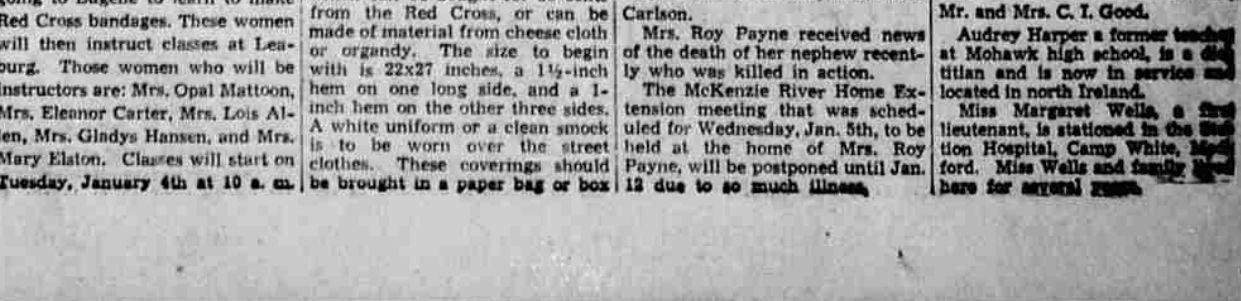 going to Eugene to learn to make
Red Cross bandages. These women
will then instruct classes at Lea-
burg. Those women who will be
instructors are: Mrs. Opal Mattoon,
Mrs. Eleanor Carter, Mrs. Lois Al-
len, Mrs. Gladys Hansen, and Mrs.
Mary Elston. Classes will start on
Tuesday, January 4th at 10 a. m.
from the Red Cross, or can be
made of material from cheese cloth
or organdy. The size to begin
with is 22x27 inches, a 1½-inch
hem on one long side, and a 1-
inch hem on the other three sides.
A white uniform or a clean smock
is to be worn over the street
clothes. These coverings should
be brought in a paper bag or box
Carlson.
Mrs. Roy Payne received news
of the death of her nephew recent-
ly who was killed in action.
The McKenzie River Home Ex-
tension meeting that was sched-
uled for Wednesday, Jan. 5th, to be
held at the home of Mrs. Roy
Payne, will be postponed until Jan.
12 due to so much illness.
Mr. and Mrs. C. I. Good.
Audrey Harper a former teacher
at Mohawk high school, is a die-
titian and is now in service and
located in north Ireland.
Miss Margaret Wells, a first
lieutenant, is stationed in the
tion Hospital, Camp White, Med-
ford. Miss Wells and family lived
here for several years.